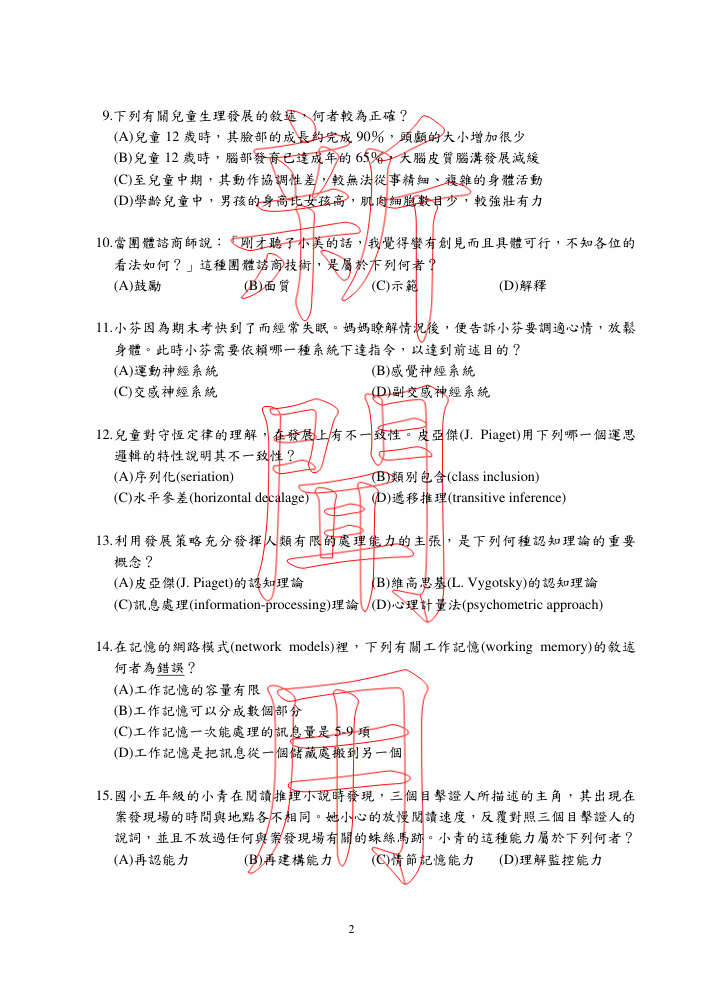 9.下列有關兒童生理發展的敘述，何者較為正確？
(A)兒童 12 歲時，其臉部的成長約完成 90%，頭顱的大小增加很少
(B)兒童 12 歲時，腦部發育已達成年的 65%，大腦皮質腦溝發展減緩
(C)至兒童中期，其動作協調性差，較無法從事精細、複雜的身體活動
(D)學齡兒童中，男孩的身高比女孩高，肌肉細胞數目少，較強壯有力
10.當團體諮商師說：「剛才聽了小美的話，我覺得蠻有創見而且具體可行，不知各位的
看法如何？」這種團體諮商技術，是屬於下列何者？
(A)鼓勵 (B)面質 (C)示範 (D)解釋
11.小芬因為期末考快到了而經常失眠。媽媽瞭解情況後，便告訴小芬要調適心情，放鬆
身體。此時小芬需要依賴哪一種系統下達指令，以達到前述目的？
(A)運動神經系統 (B)感覺神經系統
(C)交感神經系統 (D)副交感神經系統
12.兒童對守恆定律的理解，在發展上有不一致性。皮亞傑(J. Piaget)用下列哪一個運思
邏輯的特性說明其不一致性？
(A)序列化(seriation) (B)類別包含(class inclusion)
(C)水平參差(horizontal decalage) (D)遞移推理(transitive inference)
13.利用發展策略充分發揮人類有限的處理能力的主張，是下列何種認知理論的重要
概念？
(A)皮亞傑(J. Piaget)的認知理論 (B)維高思基(L. Vygotsky)的認知理論
(C)訊息處理(information-processing)理論 (D)心理計量法(psychometric approach)
14.在記憶的網路模式(network models)裡，下列有關工作記憶(working memory)的敘述
何者為錯誤？
(A)工作記憶的容量有限
(B)工作記憶可以分成數個部分
(C)工作記憶一次能處理的訊息量是 5-9 項
(D)工作記憶是把訊息從一個儲藏處搬到另一個
15.國小五年級的小青在閱讀推理小說時發現，三個目擊證人所描述的主角，其出現在
案發現場的時間與地點各不相同。她小心的放慢閱讀速度，反覆對照三個目擊證人的
說詞，並且不放過任何與案發現場有關的蛛絲馬跡。小青的這種能力屬於下列何者？
(A)再認能力 (B)再建構能力 (C)情節記憶能力 (D)理解監控能力
2